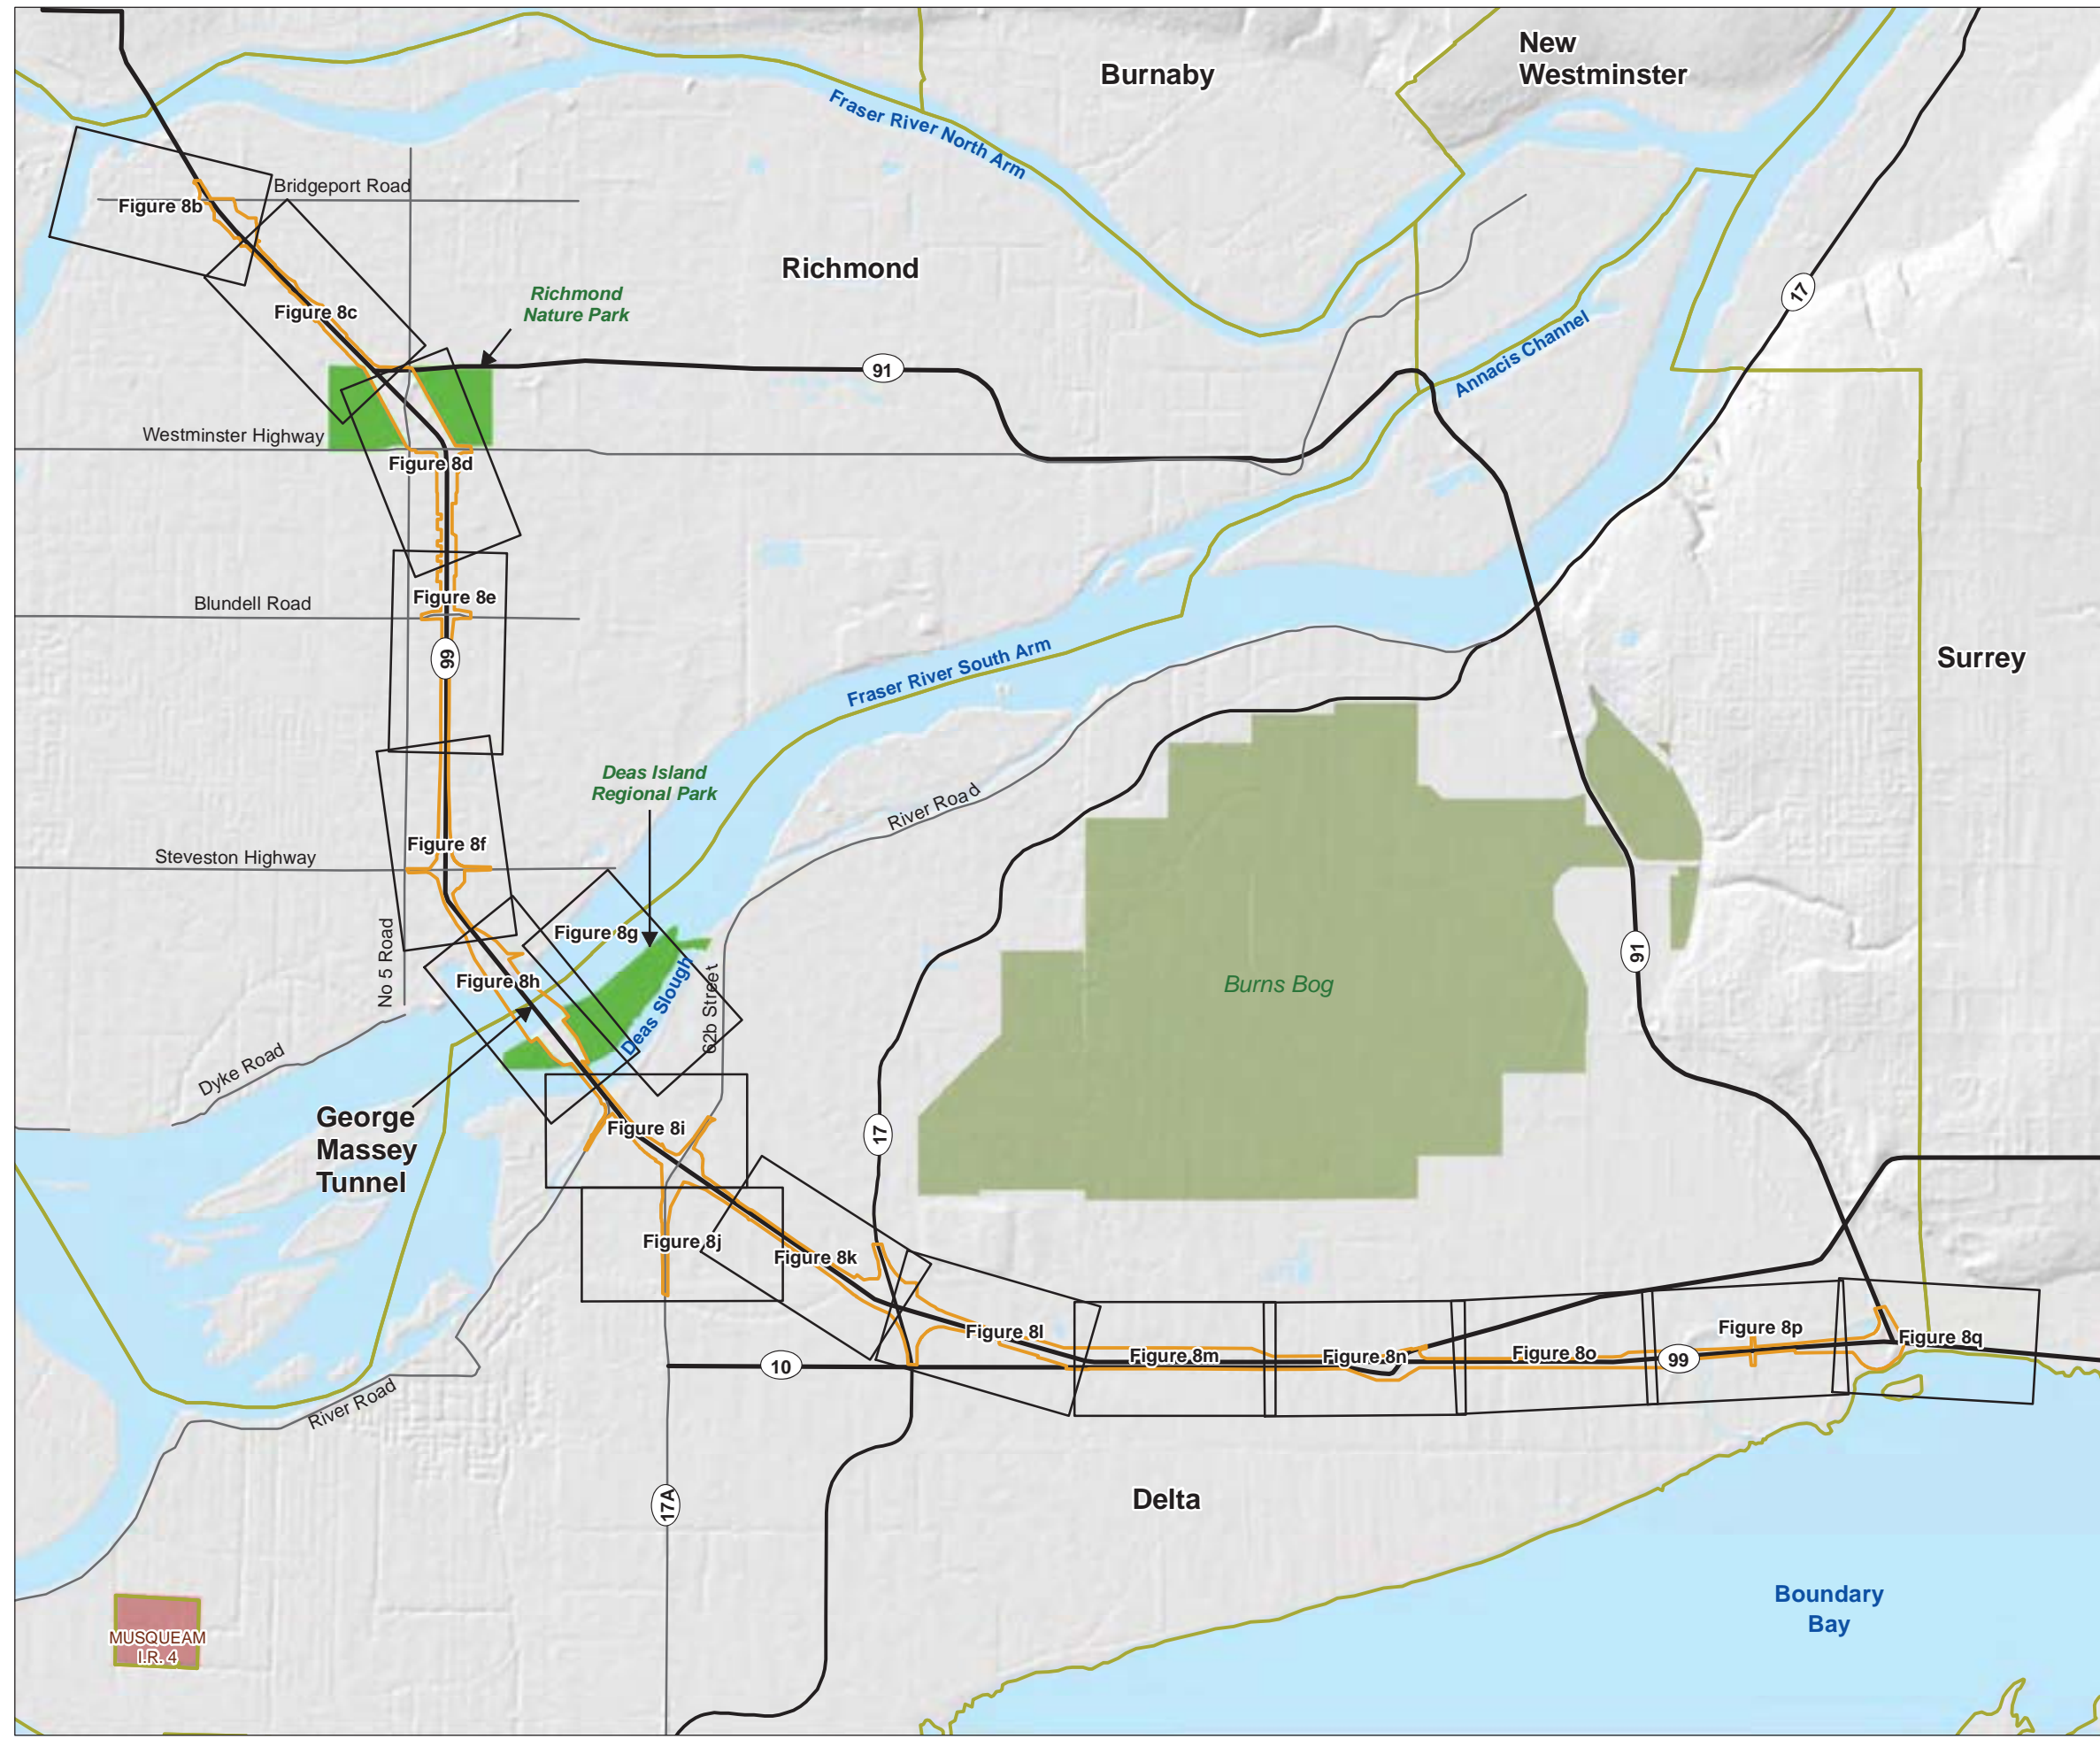 New
Westminster
Burnaby
Fraser River North Arm
Bridgeport Road
Figure 8b
Richmond
17
Richmond
Nature Park
Figure 8c
Annacis Channel
91
Westminster Highway
Figure 8d
Blundell Road
Figure 8e
99
Fraser River South Arm
Surrey
Deas Island
Regional Park
River Road
Figure 8f
Steveston Highway
Figure 8g
No 5 Road
Figure 8h
Deas Slough
62b Street
91
Burns Bog
Dyke Road
George
Massey
Tunnel
Figure 8i
17
Figure 8j
Figure 8k
Figure 8l
Figure 8m
Figure 8n
Figure 8o
Figure 8p
Figure 8q
99
10
River Road
17A
Delta
Boundary
Bay
MUSQUEAM
I.R. 4